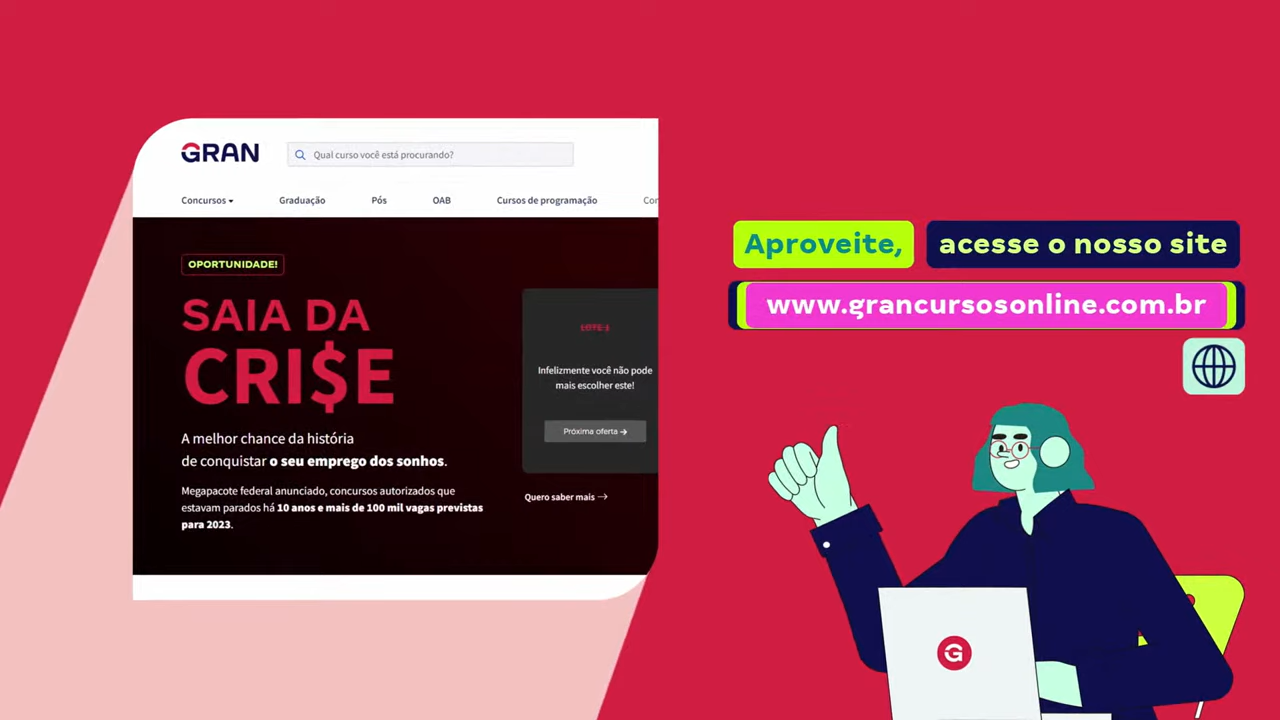 GRAN
Qual curso você está procurando?
Concursos Graduação Pós OAB Cursos de programação
OPORTUNIDADE!
SAIA DA
CRI$E
A melhor chance da história
de conquistar o seu emprego dos sonhos.
Megapacote federal anunciado, concursos autorizados que
estavam parados há 10 anos e mais de 100 mil vagas previstas
para 2023.
LOTE 1
Infelizmente você não pode
mais escolher este!
Próxima oferta →
Quero saber mais →
Aproveite, acesse o nosso site
www.grancursosonline.com.br
G